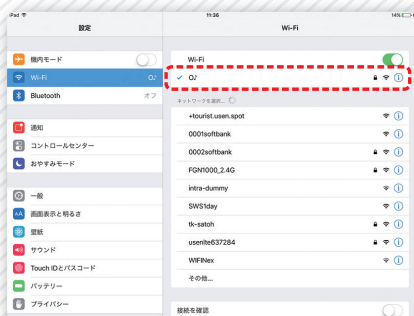 iPad 11:36 14%
設定 Wi-Fi
機内モード
Wi-Fi O♪
Bluetooth オフ
通知
コントロールセンター
おやすみモード
一般
画面表示と明るさ
壁紙
サウンド
Touch IDとパスコード
バッテリー
プライバシー
Wi-Fi
O♪
ネットワークを選択...
+tourist.usen.spot
0001softbank
0002softbank
FGN1000_2.4G
intra-dummy
SWS1day
tk-satoh
usenite637284
WIFINex
その他...
接続を確認